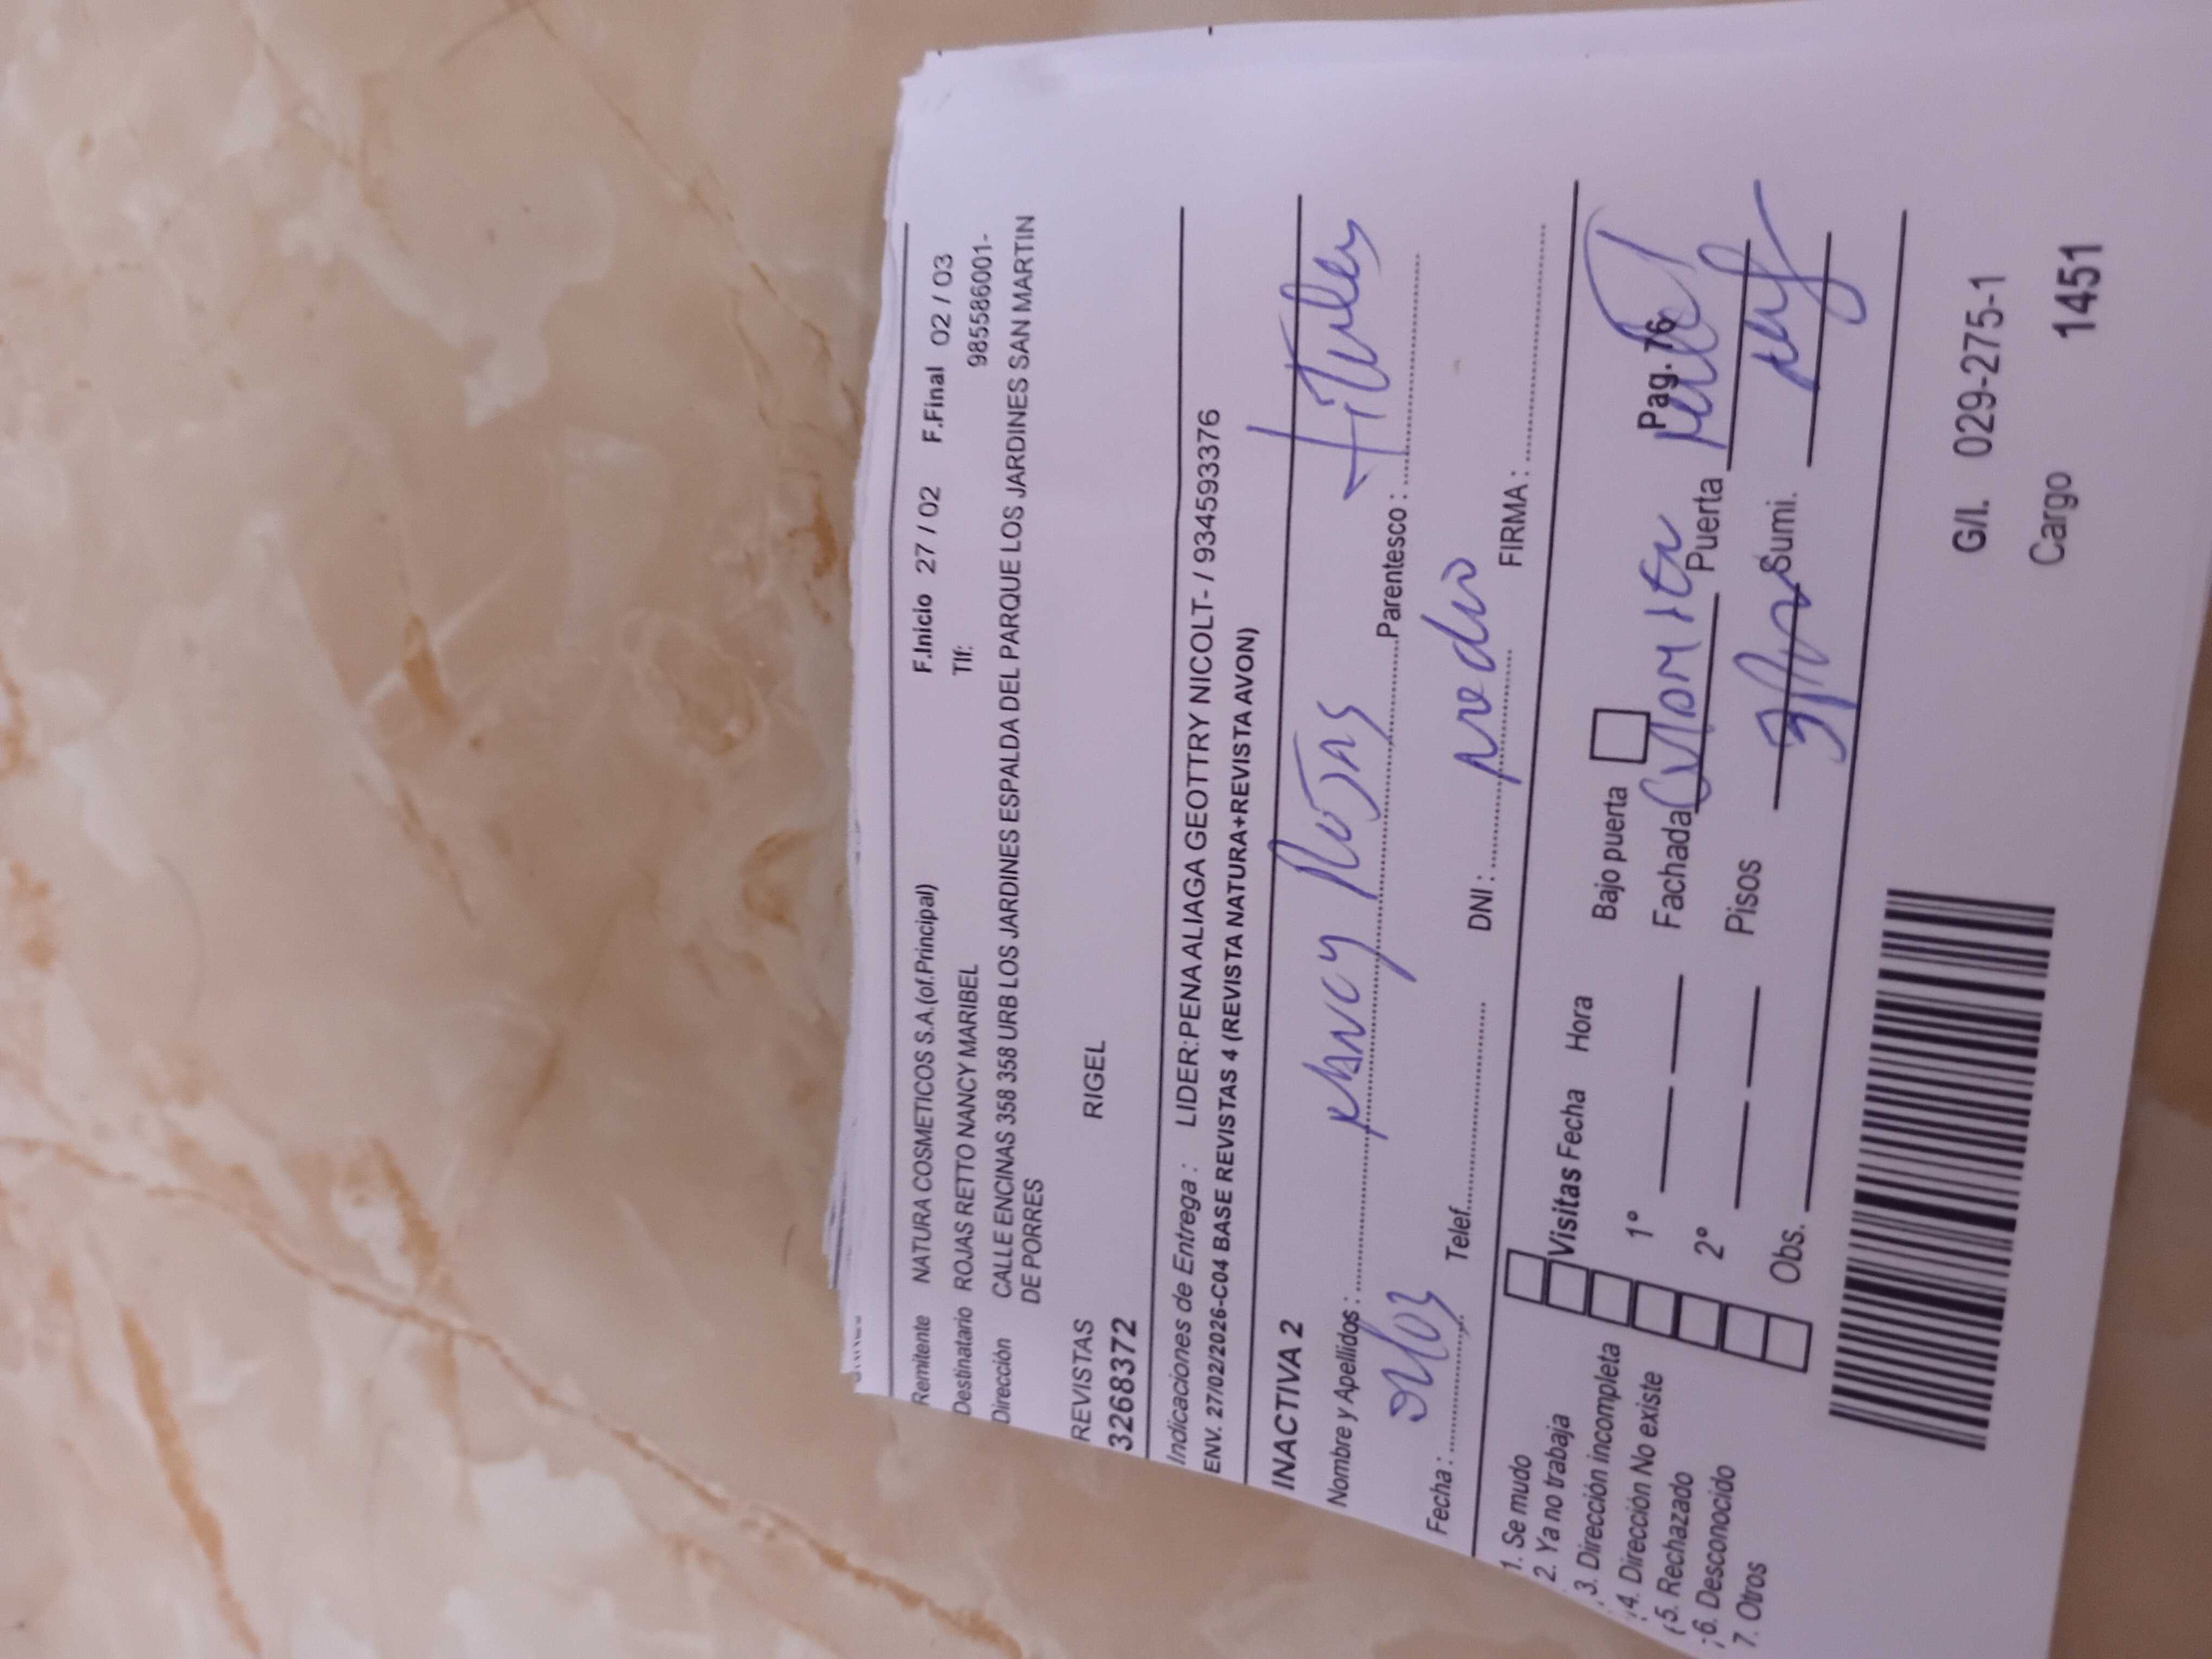 Remitente NATURA COSMETICOS S.A.(of.Principal) F.Inicio 27 / 02 F.Final 02 / 03
Destinatario ROJAS RETTO NANCY MARIBEL Tlf: 985586001-
Dirección CALLE ENCINAS 358 358 358 URB LOS JARDINES ESPALDA DEL PARQUE LOS JARDINES SAN MARTIN
DE PORRES
REVISTAS RIGEL
3268372
Indicaciones de Entrega : LIDER:PENA ALIAGA GEOTTRY NICOLT- / 934593376
ENV. 27/02/2026-C04 BASE REVISTAS 4 (REVISTA NATURA+REVISTA AVON)
INACTIVA 2
Nombre y Apellidos : Nancy Rojas Parentesco : titular
Fecha : Telef. DNI : FIRMA :
1. Se mudo
2. Ya no trabaja
3. Dirección incompleta
4. Dirección No existe
5. Rechazado
6. Desconocido
7. Otros
Visitas Fecha Hora Bajo puerta Pag. 76
1° Fachada Puerta
2° Pisos Sumi.
Obs.
G/I. 029-275-1
Cargo 1451